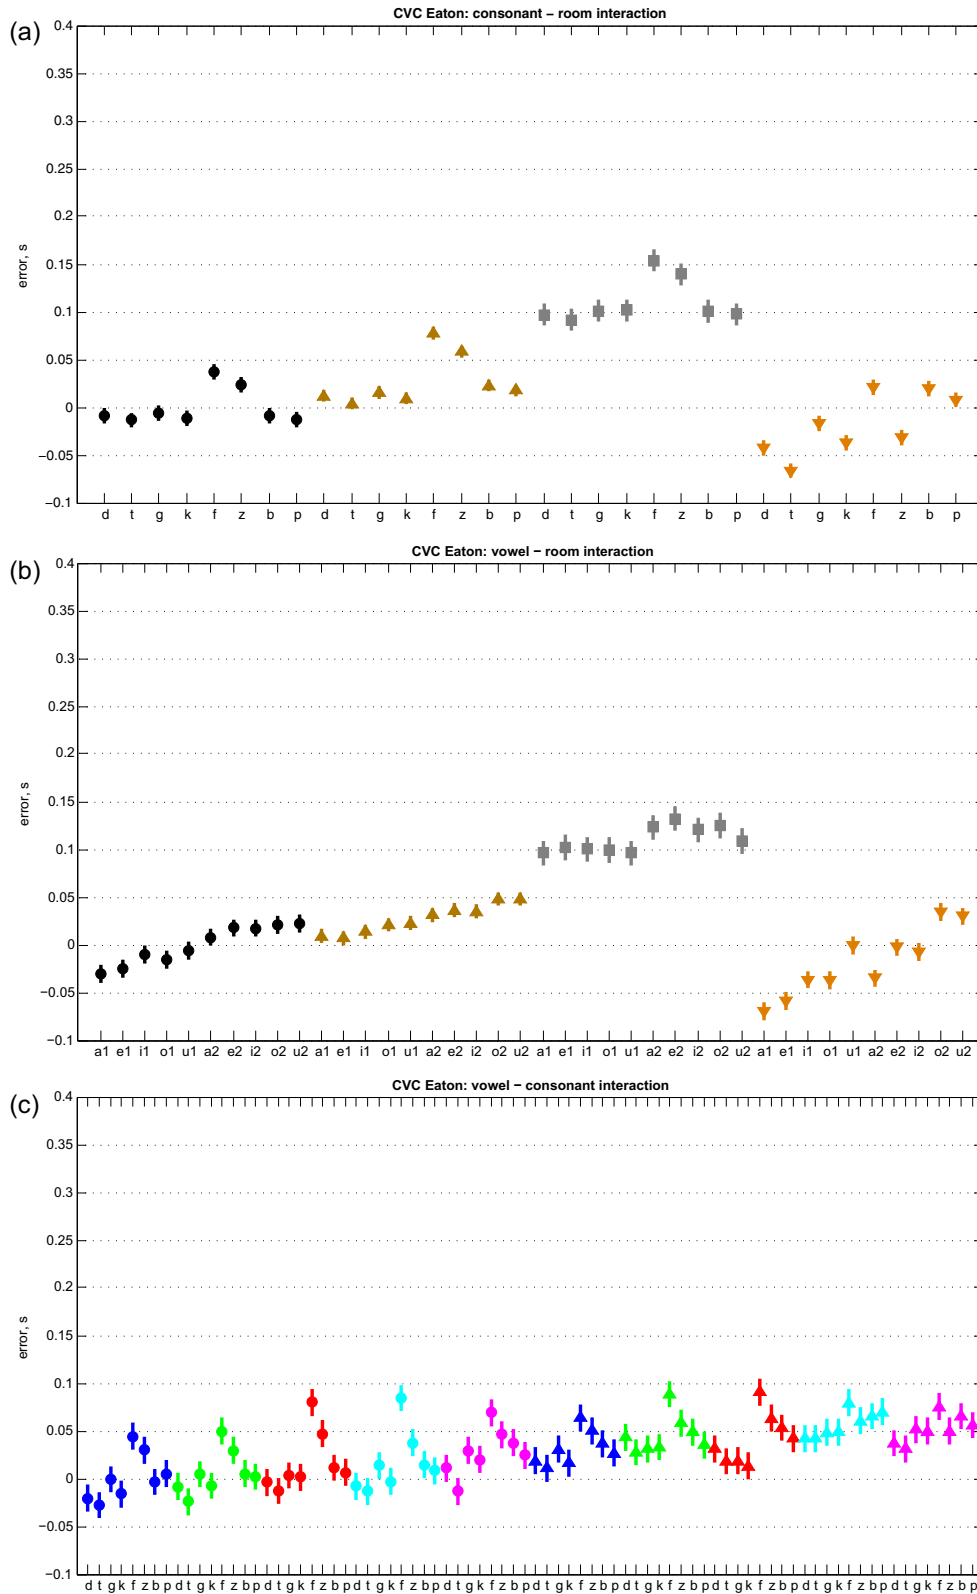 (a)
CVC Eaton: consonant − room interaction
0.4
0.35
0.3
0.25
0.2
0.15
0.1
0.05
0
−0.05
−0.1
error, s
d t g k f z b p d t g k f z b p d t g k f z b p d t g k f z b p
(b)
CVC Eaton: vowel − room interaction
0.4
0.35
0.3
0.25
0.2
0.15
0.1
0.05
0
−0.05
−0.1
error, s
a1 e1 i1 o1 u1 a2 e2 i2 o2 u2 a1 e1 i1 o1 u1 a2 e2 i2 o2 u2 a1 e1 i1 o1 u1 a2 e2 i2 o2 u2 a1 e1 i1 o1 u1 a2 e2 i2 o2 u2
(c)
CVC Eaton: vowel − consonant interaction
0.4
0.35
0.3
0.25
0.2
0.15
0.1
0.05
0
−0.05
−0.1
error, s
d t g k f z b p d t g k f z b p d t g k f z b p d t g k f z b p d t g k f z b p d t g k f z b p d t g k f z b p d t g k f z b p d t g k f z b p d t g k f z b p